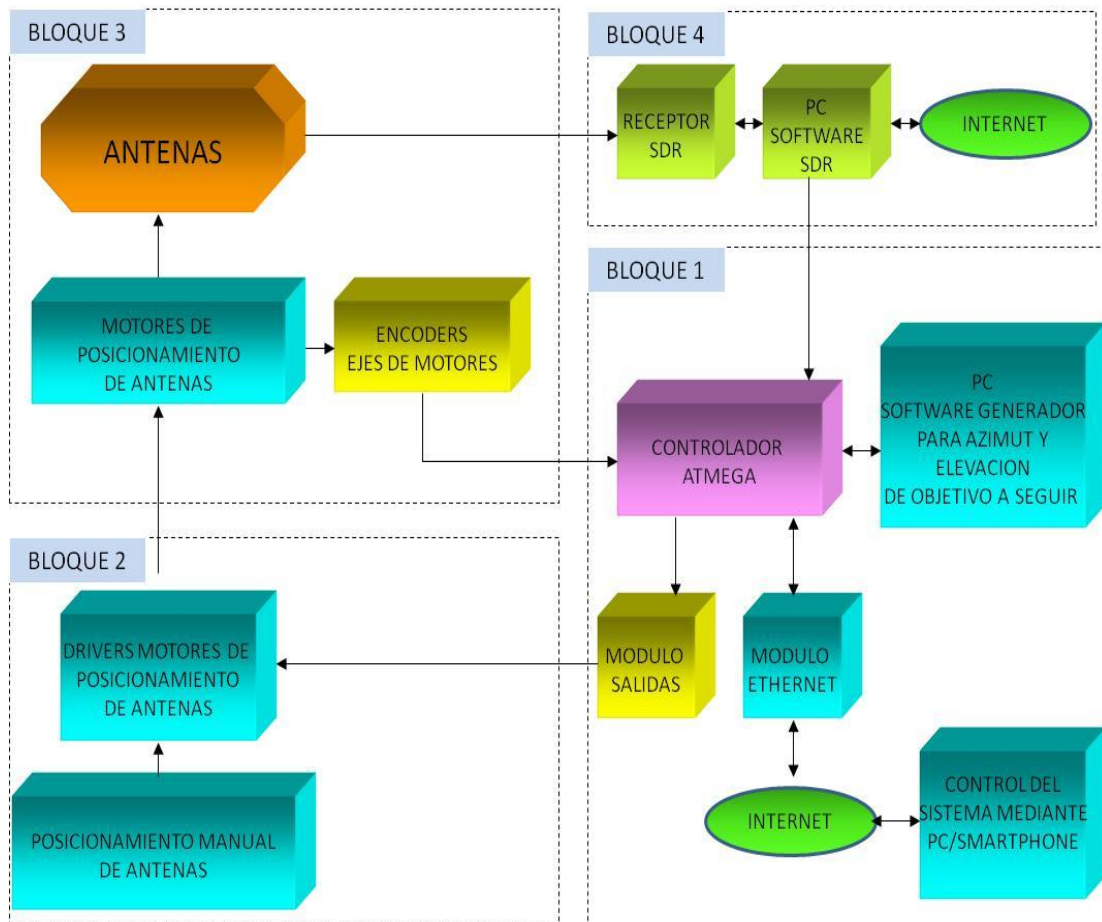 BLOQUE 3
ANTENAS
MOTORES DE
POSICIONAMIENTO
DE ANTENAS
ENCODERS
EJES DE MOTORES
BLOQUE 4
RECEPTOR
SDR
PC
SOFTWARE
SDR
INTERNET
BLOQUE 1
CONTROLADOR
ATMEGA
PC
SOFTWARE GENERADOR
PARA AZIMUT Y
ELEVACION
DE OBJETIVO A SEGUIR
MODULO
SALIDAS
MODULO
ETHERNET
INTERNET
CONTROL DEL
SISTEMA MEDIANTE
PC/SMARTPHONE
BLOQUE 2
DRIVERS MOTORES DE
POSICIONAMIENTO
DE ANTENAS
POSICIONAMIENTO MANUAL
DE ANTENAS